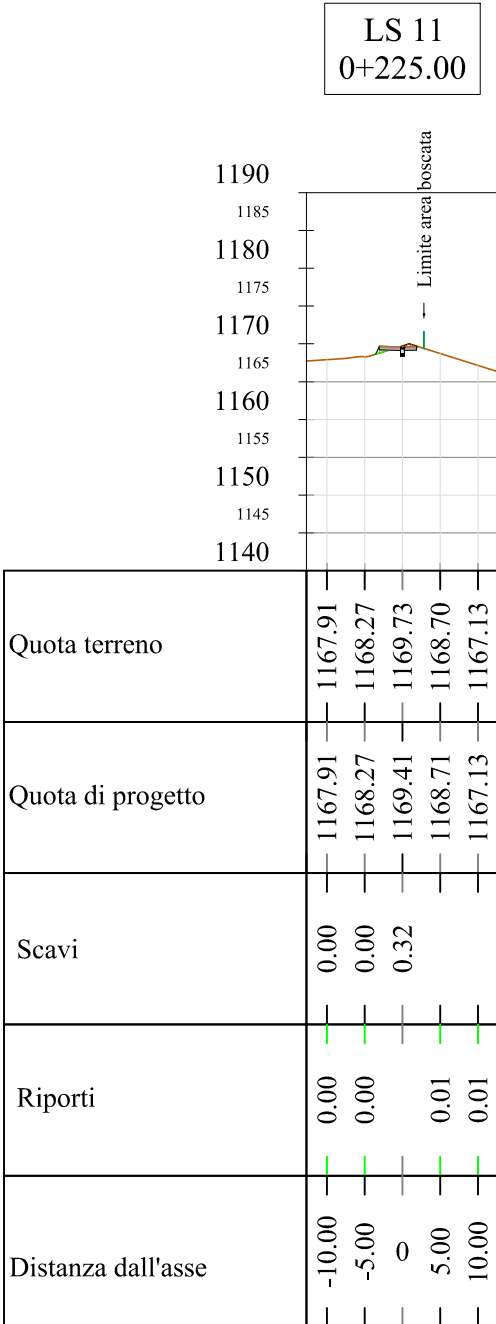 LS 11
0+225.00
Limite area boscata
1190
1185
1180
1175
1170
1165
1160
1155
1150
1145
1140
Quota terreno 1167.91 1168.27 1169.73 1168.70 1167.13
Quota di progetto 1167.91 1168.27 1169.41 1168.71 1167.13
Scavi 0.00 0.00 0.32
Riporti 0.00 0.00 0.01 0.01
Distanza dall'asse -10.00 -5.00 0 5.00 10.00